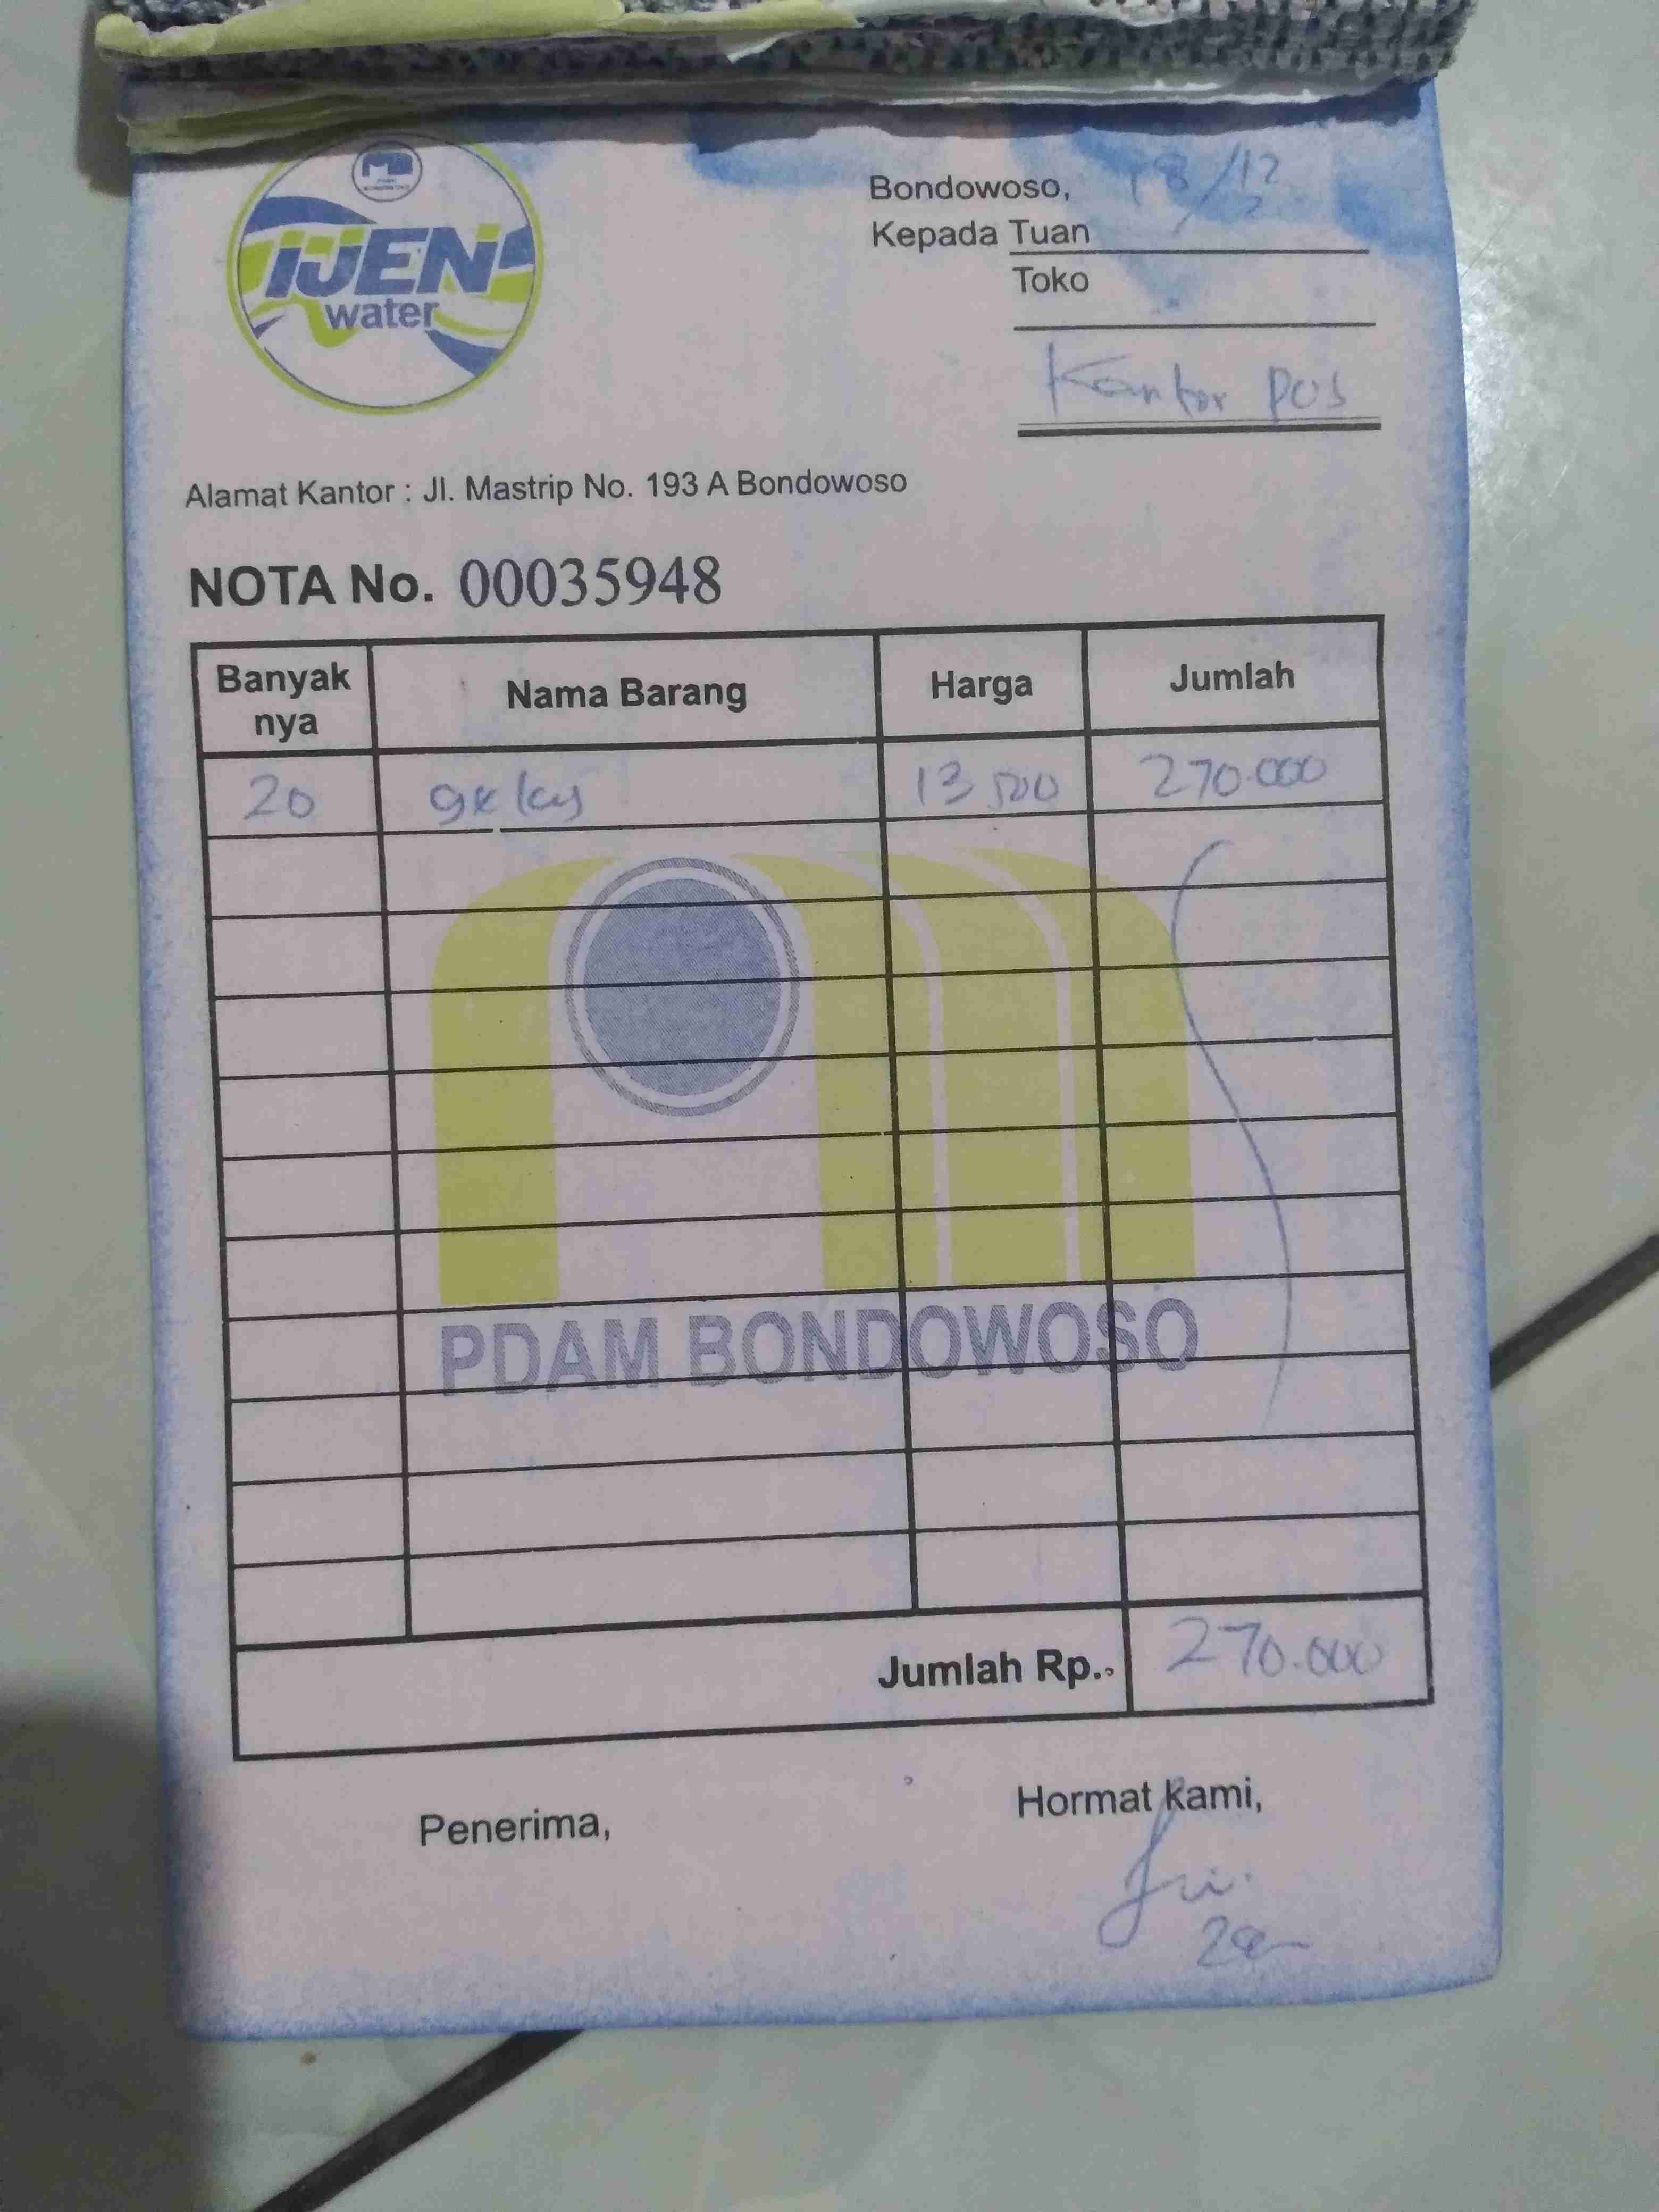 IJEN
water
Bondowoso, 18/12
Kepada Tuan
Toko
Kantor pos
Alamat Kantor : Jl. Mastrip No. 193 A Bondowoso
NOTA No. 00035948
Banyak nya Nama Barang Harga Jumlah
20 gelas 13 500 270.000
PDAM BONDOWOSO
Jumlah Rp. 270.000
Penerima, Hormat kami,